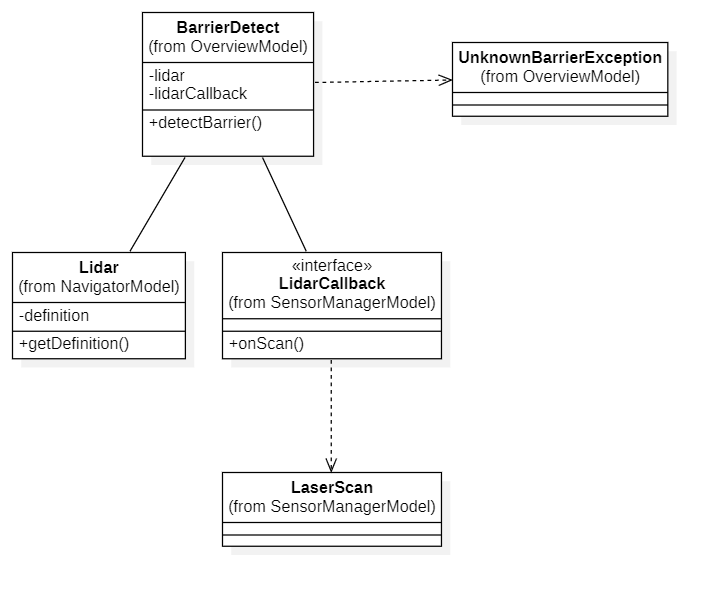 BarrierDetect
(from OverviewModel)
-lidar
-lidarCallback
+detectBarrier()
UnknownBarrierException
(from OverviewModel)
Lidar
(from NavigatorModel)
-definition
+getDefinition()
«interface»
LidarCallback
(from SensorManagerModel)
+onScan()
LaserScan
(from SensorManagerModel)